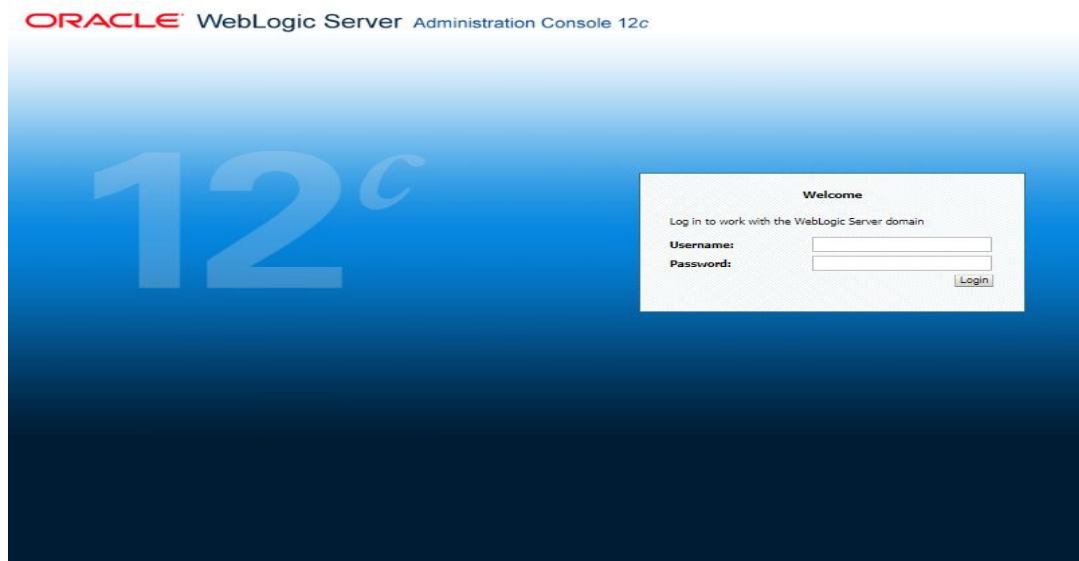 ORACLE WebLogic Server Administration Console 12c
12c
Welcome
Log in to work with the WebLogic Server domain
Username:
Password:
Login